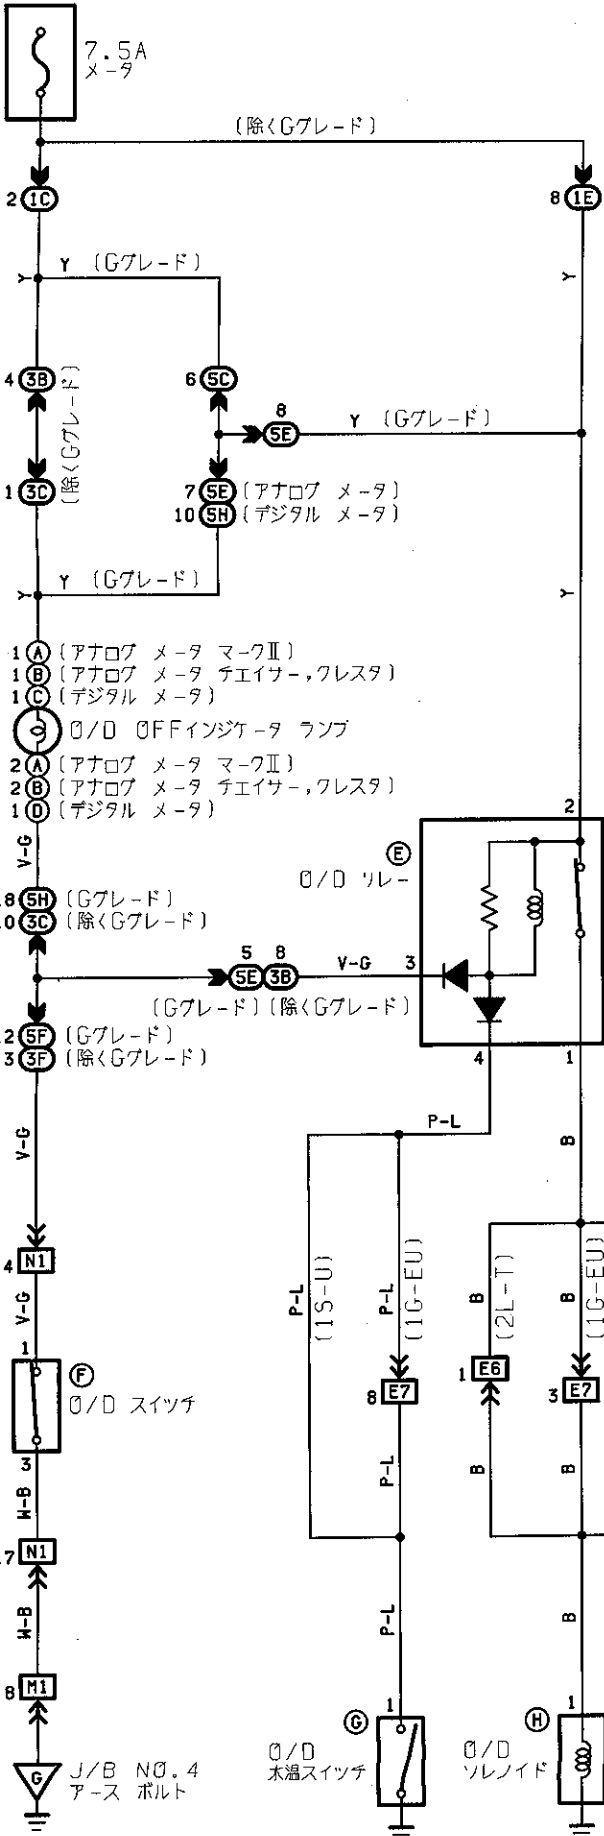 7.5A
メータ
(除くGグレード)
2 1C
8 1E
Y (Gグレード)
Y
Y
4 3B
6 5C
(除くGグレード)
8
5E
Y (Gグレード)
1 3C
7 5E (アナログ メータ)
10 5H (デジタル メータ)
Y (Gグレード)
Y
Y
1 A (アナログ メータ マークⅡ)
1 B (アナログ メータ チェイサー,クレスタ)
1 C (デジタル メータ)
O/D OFFインジケータ ランプ
2 A (アナログ メータ マークⅡ)
2 B (アナログ メータ チェイサー,クレスタ)
1 D (デジタル メータ)
2
V-G
E
O/D リレー
8 5H (Gグレード)
0 3C (除くGグレード)
5 8
5E 3B
V-G 3
(Gグレード) (除くGグレード)
2 5F (Gグレード)
3 3F (除くGグレード)
4 1
P-L
V-G
B
4 N1
V-G
P-L
(1S-U)
P-L
(1G-EU)
B
(2L-T)
B
(1G-EU)
1
F
O/D スイッチ
3
8 E7
1 E6
3 E7
W-B
P-L
B
B
7 N1
W-B
P-L
B
8 M1
G
J/B NO.4
アース ボルト
G 1
O/D
水温スイッチ
H 1
O/D
ソレノイド